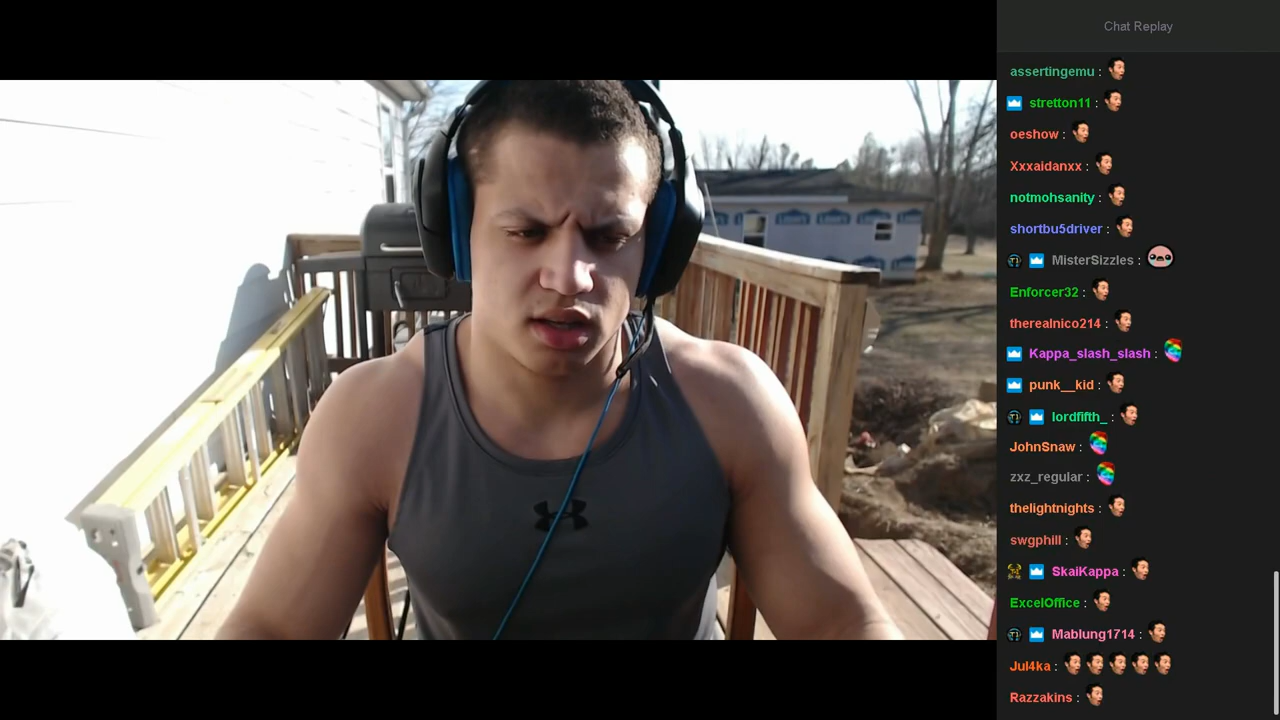 Chat Replay
assertingemu :
stretton11 :
oeshow :
Xxxaidanxx :
notmohsanity :
shortbu5driver :
MisterSizzles :
Enforcer32 :
therealnico214 :
Kappa_slash_slash :
punk__kid :
lordfifth_ :
JohnSnaw :
zxz_regular :
thelightnights :
swgphill :
SkaiKappa :
ExcelOffice :
Mablung1714 :
Jul4ka :
Razzakins :